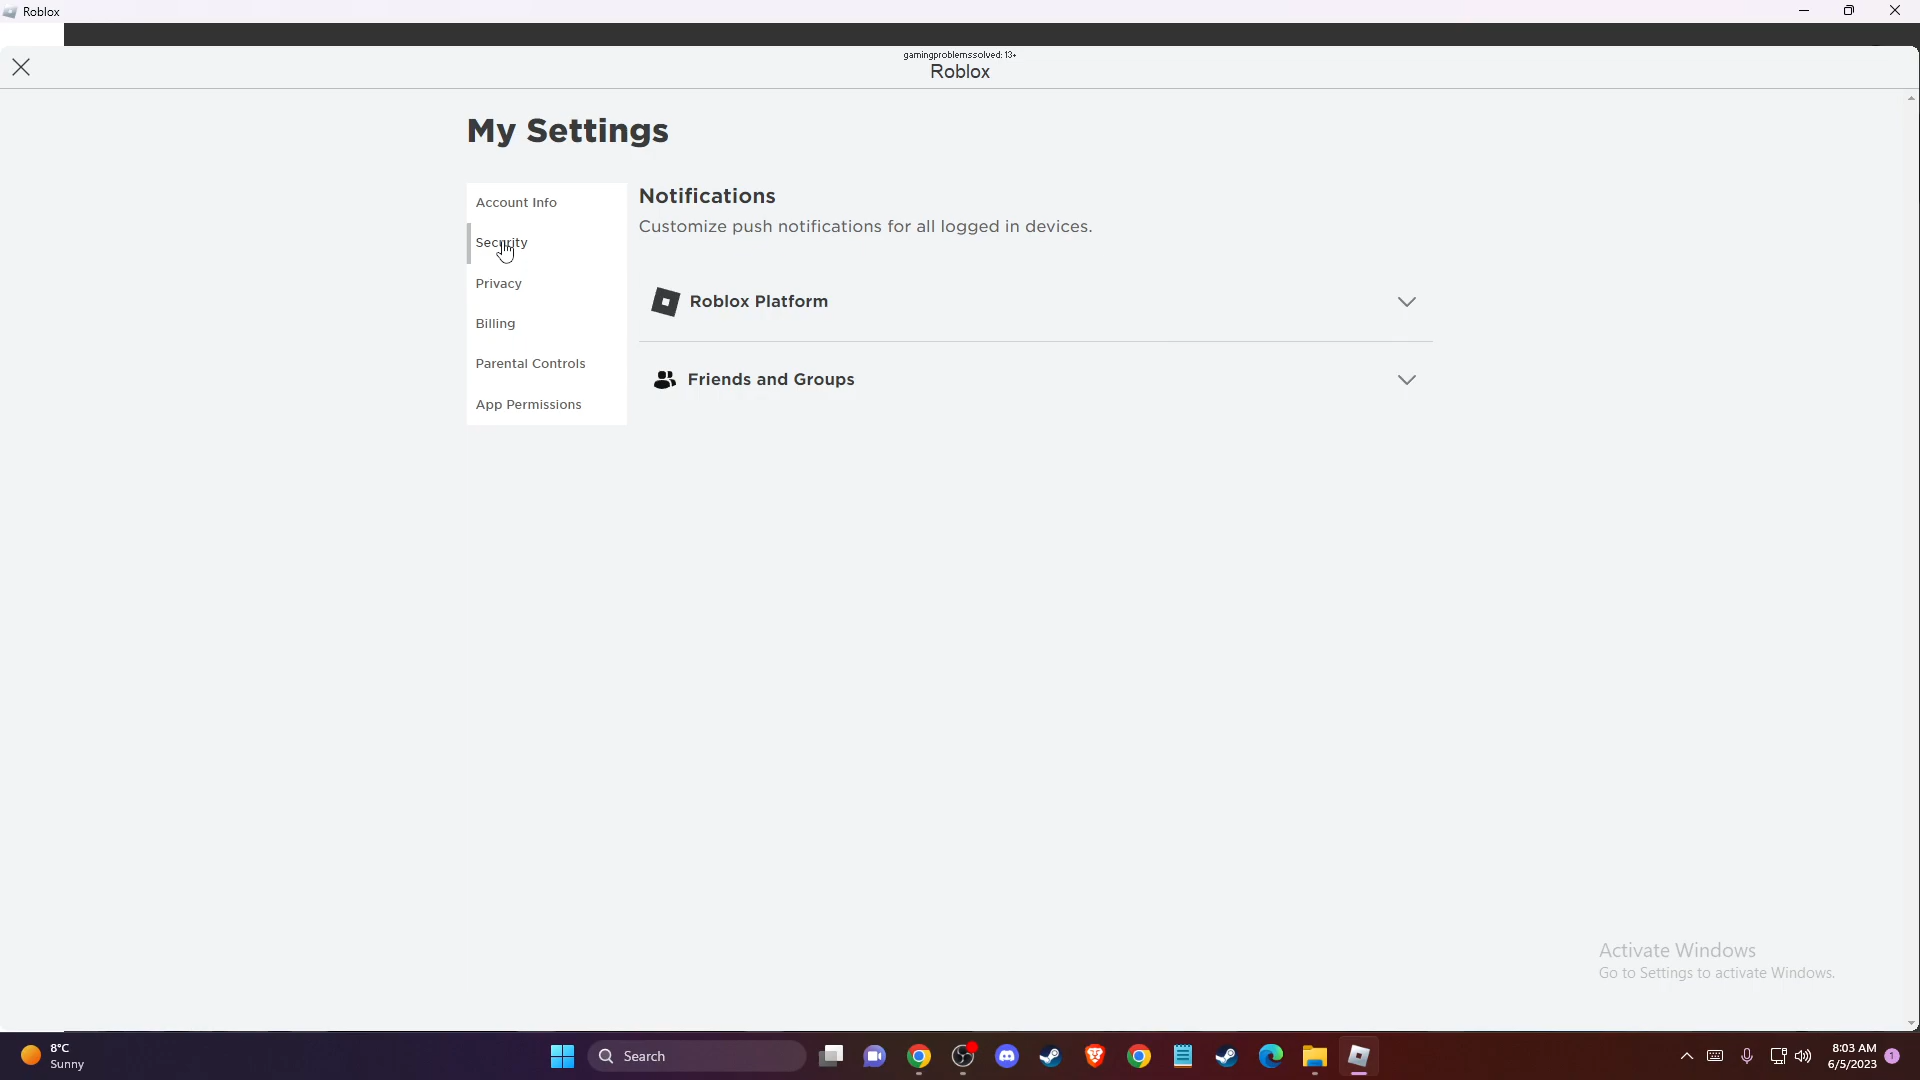 Roblox
gamingproblemssolved: 13+
Roblox
My Settings
Account Info
Security
Privacy
Billing
Parental Controls
App Permissions
Notifications
Customize push notifications for all logged in devices.
Roblox Platform
Friends and Groups
Activate Windows
Go to Settings to activate Windows.
8°C
Sunny
Search
8:03 AM
6/5/2023
1